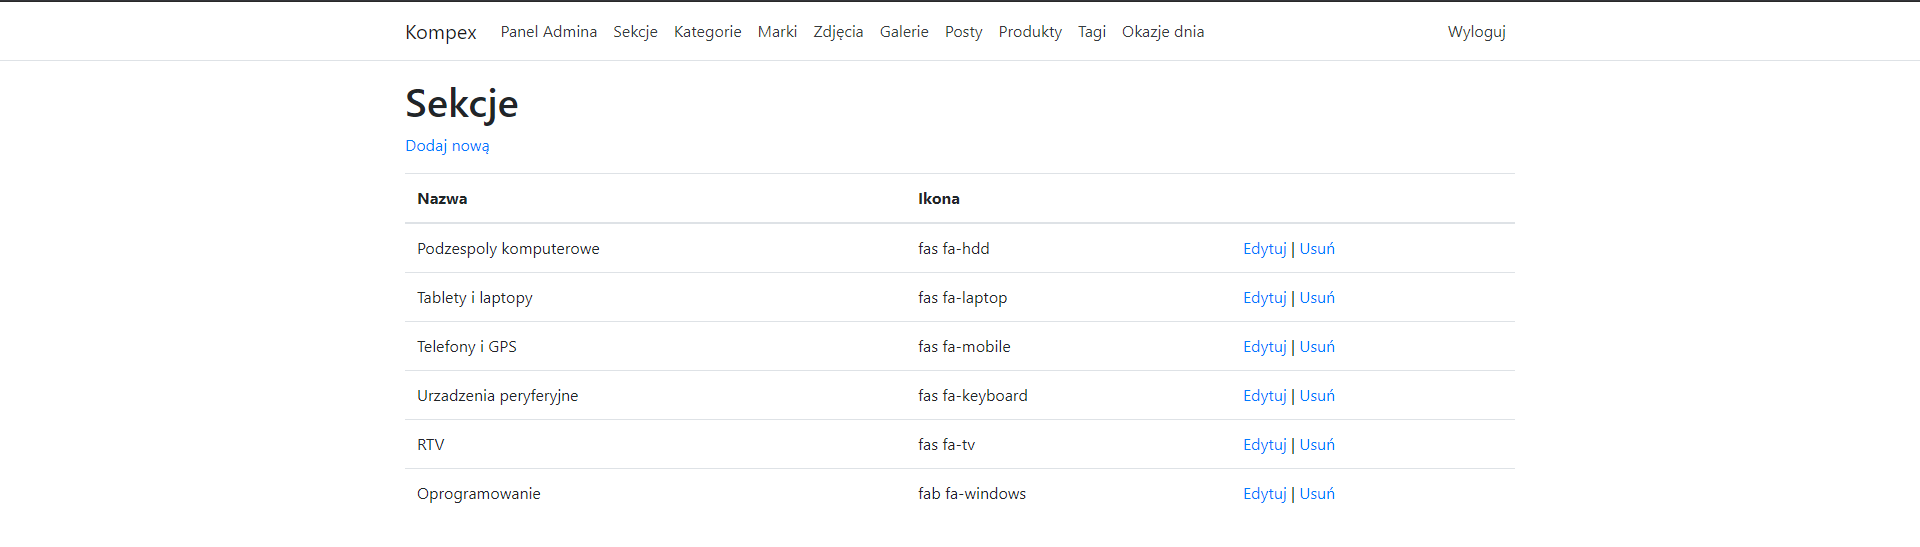 Kompex Panel Admina Sekcje Kategorie Marki Zdjęcia Galerie Posty Produkty Tagi Okazje dnia Wyloguj
Sekcje
Dodaj nową
Nazwa Ikona
Podzespoly komputerowe fas fa-hdd Edytuj | Usuń
Tablety i laptopy fas fa-laptop Edytuj | Usuń
Telefony i GPS fas fa-mobile Edytuj | Usuń
Urzadzenia peryferyjne fas fa-keyboard Edytuj | Usuń
RTV fas fa-tv Edytuj | Usuń
Oprogramowanie fab fa-windows Edytuj | Usuń